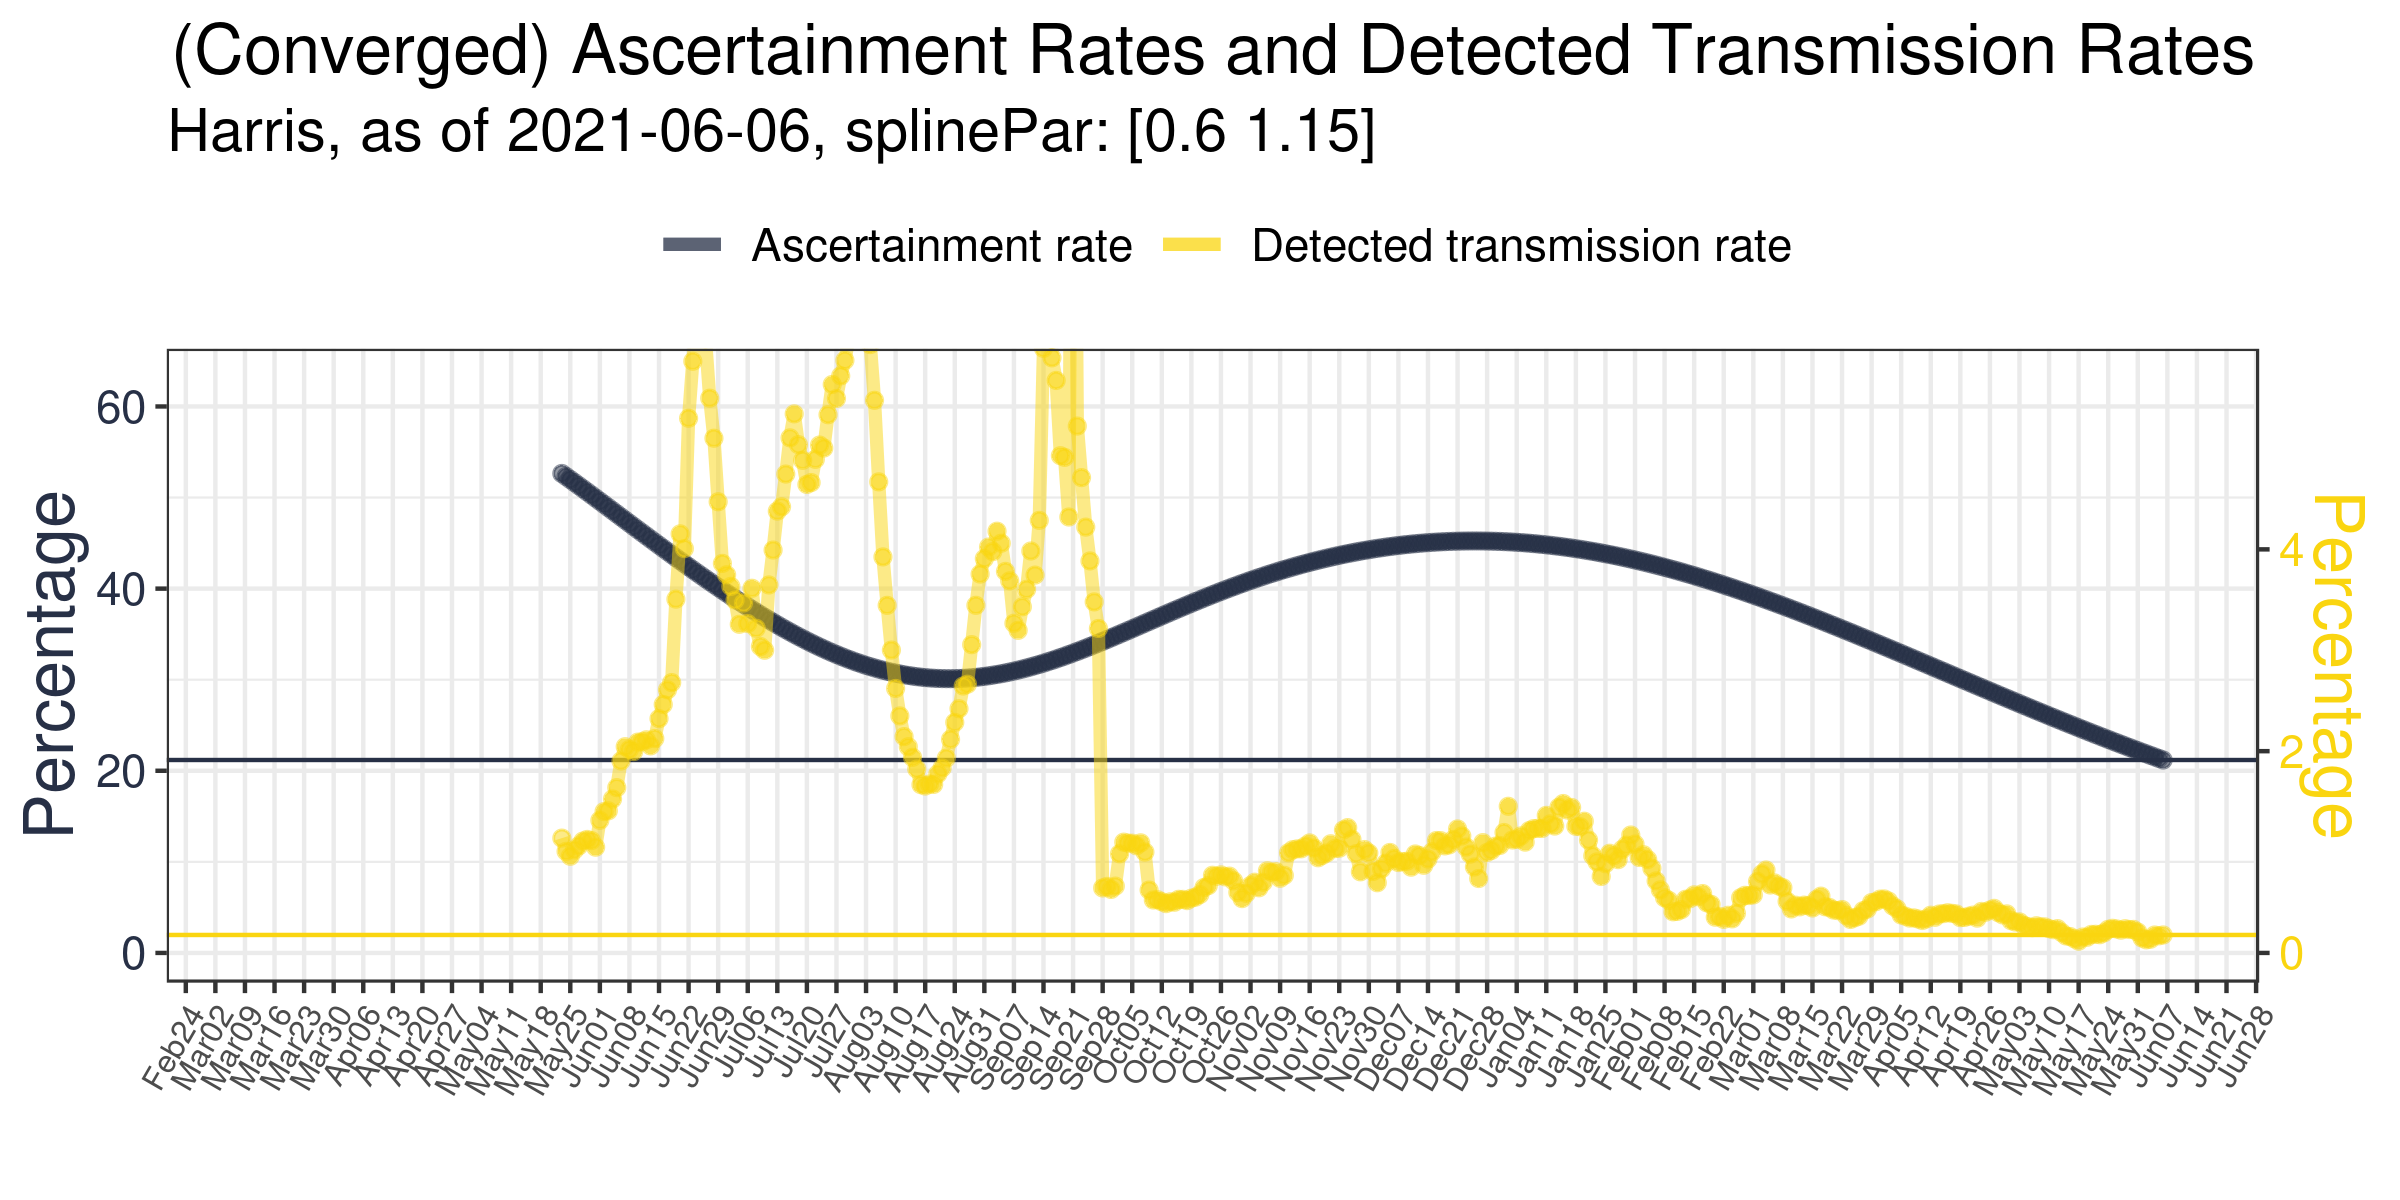 (Converged) Ascertainment Rates and Detected Transmission Rates
Harris, as of 2021-06-06, splinePar: [0.6 1.15]
Ascertainment rate
Detected transmission rate
Percentage
60
40
20
0
4
2
0
Percentage
Feb24
Mar02
Mar09
Mar16
Mar23
Mar30
Apr06
Apr13
Apr20
Apr27
May04
May11
May18
May25
Jun01
Jun08
Jun15
Jun22
Jun29
Jul06
Jul13
Jul20
Jul27
Aug03
Aug10
Aug17
Aug24
Aug31
Sep07
Sep14
Sep21
Sep28
Oct05
Oct12
Oct19
Oct26
Nov02
Nov09
Nov16
Nov23
Nov30
Dec07
Dec14
Dec21
Dec28
Jan04
Jan11
Jan18
Jan25
Feb01
Feb08
Feb15
Feb22
Mar01
Mar08
Mar15
Mar22
Mar29
Apr05
Apr12
Apr19
Apr26
May03
May10
May17
May24
May31
Jun07
Jun14
Jun21
Jun28